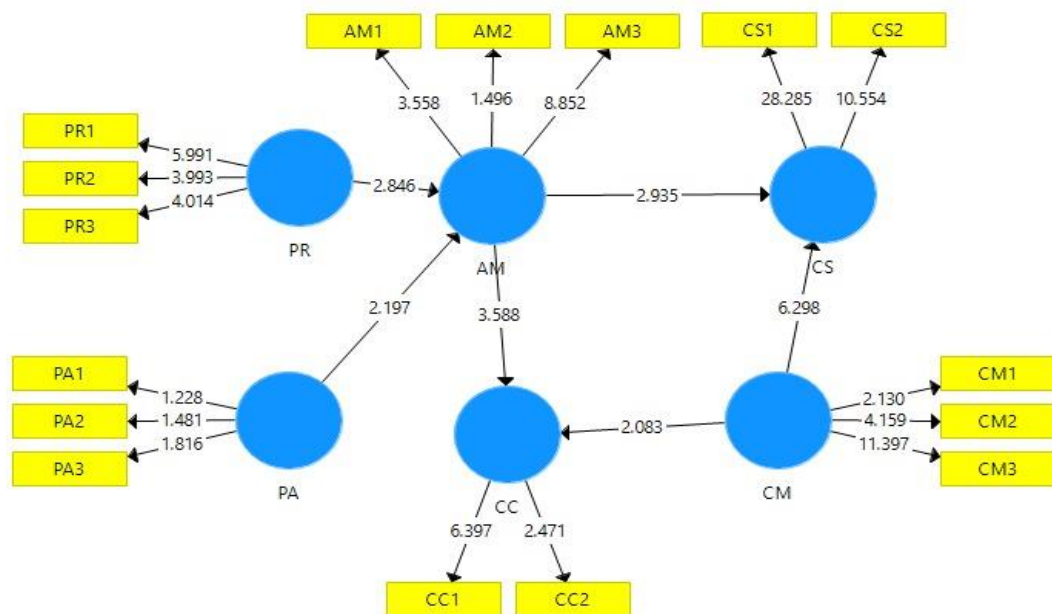 AM1
AM2
AM3
CS1
CS2
3.558
1.496
8.852
28.285
10.554
PR1
PR2
PR3
5.991
3.993
4.014
2.846
2.935
PR
AM
CS
2.197
3.588
6.298
PA1
PA2
PA3
1.228
1.481
1.816
2.083
2.130
4.159
11.397
CM1
CM2
CM3
PA
CC
CM
6.397
2.471
CC1
CC2